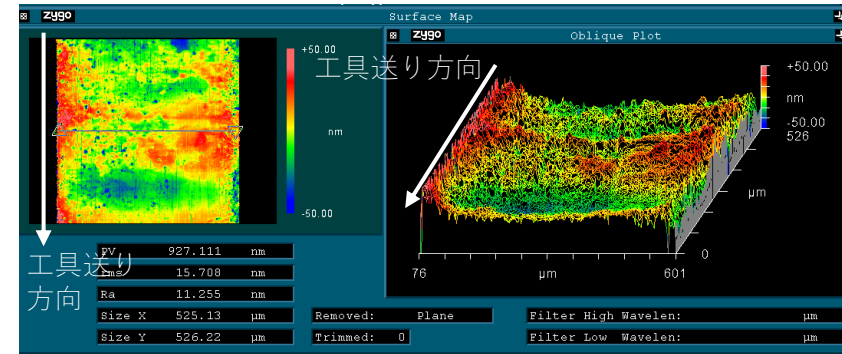 zygo
Surface Map
+50.00
nm
-50.00
工具送り
方向
zygo
Oblique Plot
工具送り方向
+50.00
nm
-50.00
526
μm
0
76
μm
601
PV 927.111 nm
rms 15.708 nm
Ra 11.255 nm
Size X 525.13 μm
Size Y 526.22 μm
Removed: Plane
Trimmed: 0
Filter High Wavelen: μm
Filter Low Wavelen: μm